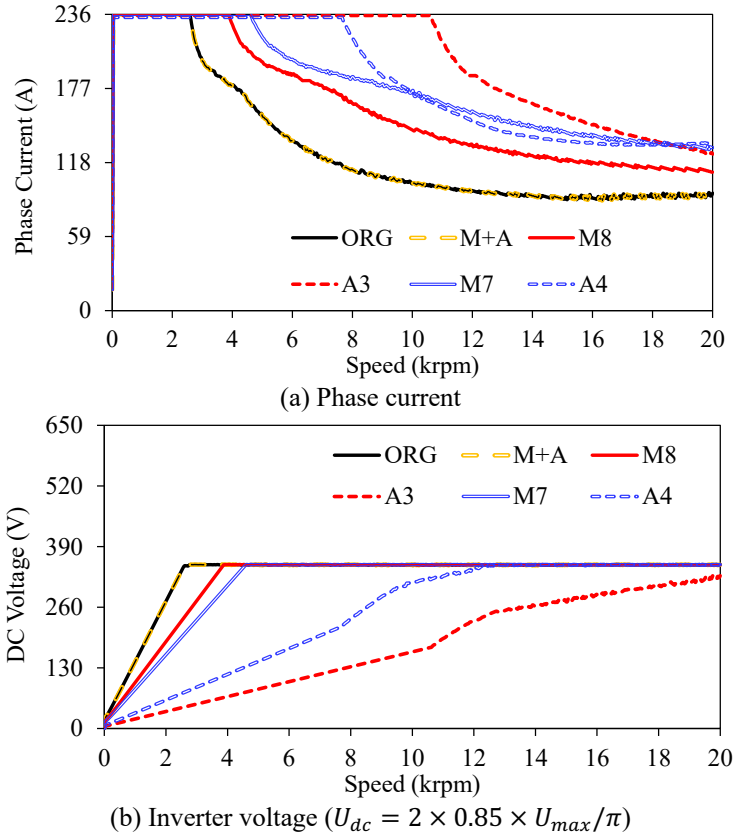 236
177
118
59
0
Phase Current (A)
ORG M+A M8
A3 M7 A4
0 2 4 6 8 10 12 14 16 18 20
Speed (krpm)
(a) Phase current
650
520
390
260
130
0
DC Voltage (V)
ORG M+A M8
A3 M7 A4
0 2 4 6 8 10 12 14 16 18 20
Speed (krpm)
(b) Inverter voltage (𝑈𝑑𝑐 = 2 × 0.85 × 𝑈𝑚𝑎𝑥/𝜋)